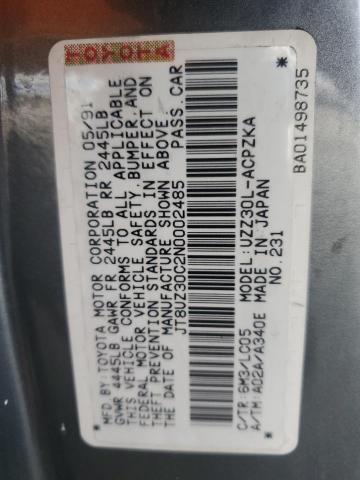 TOYOTA
MFD BY: TOYOTA MOTOR CORPORATION 05/91
GVWR 4445LB GAWR FR 2445LB RR 2445LB
THIS VEHICLE CONFORMS TO ALL APPLICABLE
FEDERAL MOTOR VEHICLE SAFETY, BUMPER, AND
THEFT PREVENTION STANDARDS IN EFFECT ON
THE DATE OF MANUFACTURE SHOWN ABOVE.
JT8UZ30C2N0002485 PASS.CAR
C/TR:6M3/LC05 MODEL:UZZ30L-ACPZKA
A/TM:A02A/A340E MADE IN JAPAN
NO.231
* *
BA01498735